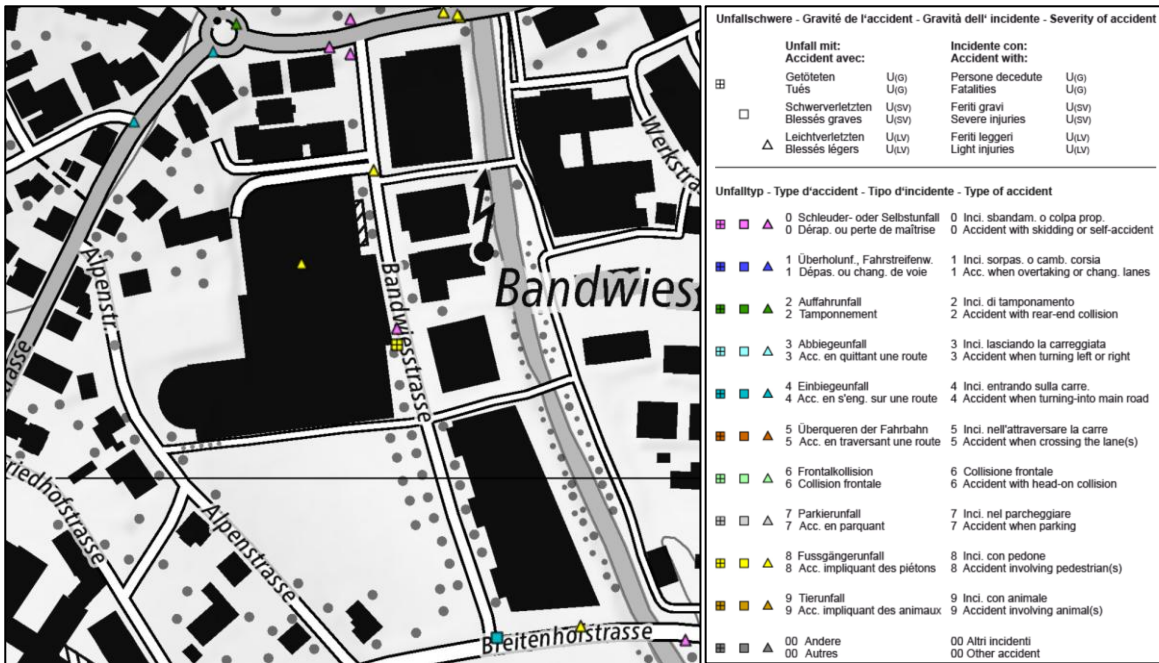 Werkstra
Alpenstr.
Bandwies
Bandwiesstrasse
strasse
Friedhofstrasse
Alpenstrasse
Breitenhofstrasse
Unfallschwere - Gravité de l'accident - Gravità dell' incidente - Severity of accident
Unfall mit: Incidente con:
Accident avec: Accident with:
Getöteten U(G) Persone decedute U(G)
Tués U(G) Fatalities U(G)
Schwerverletzten U(SV) Feriti gravi U(SV)
Blessés graves U(SV) Severe injuries U(SV)
Leichtverletzten U(LV) Feriti leggeri U(LV)
Blessés légers U(LV) Light injuries U(LV)
Unfalltyp - Type d'accident - Tipo d'incidente - Type of accident
0 Schleuder- oder Selbstunfall 0 Inci. sbandam. o colpa prop.
0 Dérap. ou perte de maîtrise 0 Accident with skidding or self-accident
1 Überholunf., Fahrstreifenw. 1 Inci. sorpas. o camb. corsia
1 Dépas. ou chang. de voie 1 Acc. when overtaking or chang. lanes
2 Auffahrunfall 2 Inci. di tamponamento
2 Tamponnement 2 Accident with rear-end collision
3 Abbiegeunfall 3 Inci. lasciando la carreggiata
3 Acc. en quittant une route 3 Accident when turning left or right
4 Einbiegeunfall 4 Inci. entrando sulla carre.
4 Acc. en s'eng. sur une route 4 Accident when turning-into main road
5 Überqueren der Fahrbahn 5 Inci. nell'attraversare la carre
5 Acc. en traversant une route 5 Accident when crossing the lane(s)
6 Frontalkollision 6 Collisione frontale
6 Collision frontale 6 Accident with head-on collision
7 Parkierunfall 7 Inci. nel parcheggiare
7 Acc. en parquant 7 Accident when parking
8 Fussgängerunfall 8 Inci. con pedone
8 Acc. impliquant des piétons 8 Accident involving pedestrian(s)
9 Tierunfall 9 Inci. con animale
9 Acc. impliquant des animaux 9 Accident involving animal(s)
00 Andere 00 Altri incidenti
00 Autres 00 Other accident